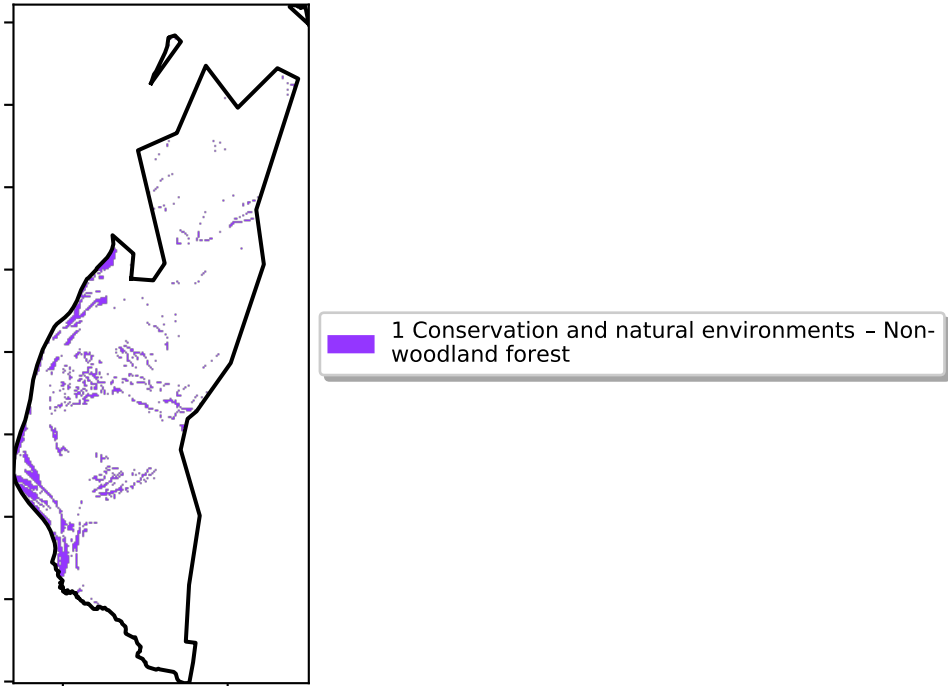 1 Conservation and natural environments – Non-
woodland forest